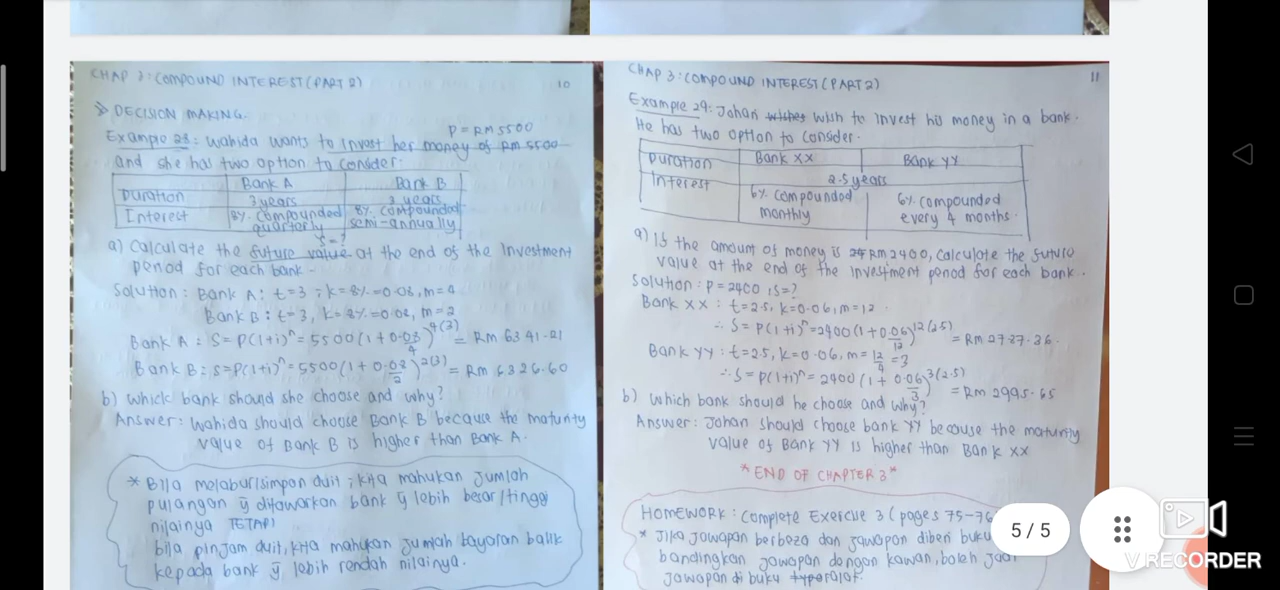 CHAP 3: COMPOUND INTEREST (PART 2)
10
DECISION MAKING.
P = RM 5500
Example 28: Wahida wants to invest her money of RM 5500
and she has two option to consider:
Bank A
Bank B
Duration
3 years
3 years
Interest
8% compounded quarterly
8% compounded semi-annually
S = ?
a) Calculate the future value at the end of the investment
period for each bank.
Solution: Bank A: t=3, k=8%=0.08, m=4
Bank B: t=3, k=8%=0.08, m=2
Bank A: S = P(1+i)ⁿ = 5500(1 + 0.08/4)^4(3) = RM 6341-21
Bank B: S = P(1+i)ⁿ = 5500(1 + 0.08/2)^2(3) = RM 6326.60
b) Which bank should she choose and why?
Answer: Wahida should choose Bank B because the maturity
value of Bank B is higher than Bank A.
* Bila melabur/simpan duit, kita mahukan jumlah
pulangan yg ditawarkan bank yg lebih besar/tinggi
nilainya TETAPI
bila pinjam duit, kita mahukan jumlah bayaran balik
kepada bank yg lebih rendah nilainya.
CHAP 3: COMPOUND INTEREST (PART 2)
11
Example 29: Johari wishes wish to invest his money in a bank.
He has two option to consider.
Duration
Bank XX
Bank YY
2.5 years
Interest
6% compounded monthly
6% compounded every 4 months.
a) If the amount of money is RM 2400, calculate the future
value at the end of the investment period for each bank.
Solution: P = 2400, S=?
Bank XX: t=2.5, k=0.06, m=12
∴ S = P(1+i)ⁿ = 2400(1 + 0.06/12)^12(2.5) = RM 2787.36
Bank YY: t=2.5, k=0.06, m=12/4=3
∴ S = P(1+i)ⁿ = 2400(1 + 0.06/3)^3(2.5) = RM 2995.65
b) Which bank should he choose and why?
Answer: Johan should choose bank YY because the maturity
value of Bank YY is higher than Bank XX
*END OF CHAPTER 3*
HOMEWORK: Complete Exercise 3 (pages 75-76
* Jika jawapan berbeza dan jawapan diberi buku
bandingkan jawapan dengan kawan, boleh jadi
jawapan di buku
5/5
V RECORDER